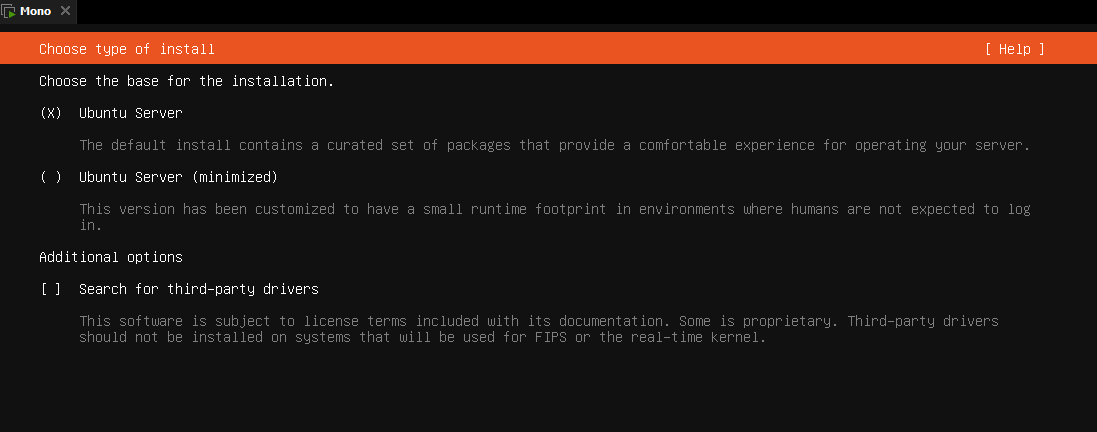 Mono
Choose type of install [ Help ]
Choose the base for the installation.
(X) Ubuntu Server
The default install contains a curated set of packages that provide a comfortable experience for operating your server.
( ) Ubuntu Server (minimized)
This version has been customized to have a small runtime footprint in environments where humans are not expected to log
in.
Additional options
[ ] Search for third-party drivers
This software is subject to license terms included with its documentation. Some is proprietary. Third-party drivers
should not be installed on systems that will be used for FIPS or the real-time kernel.